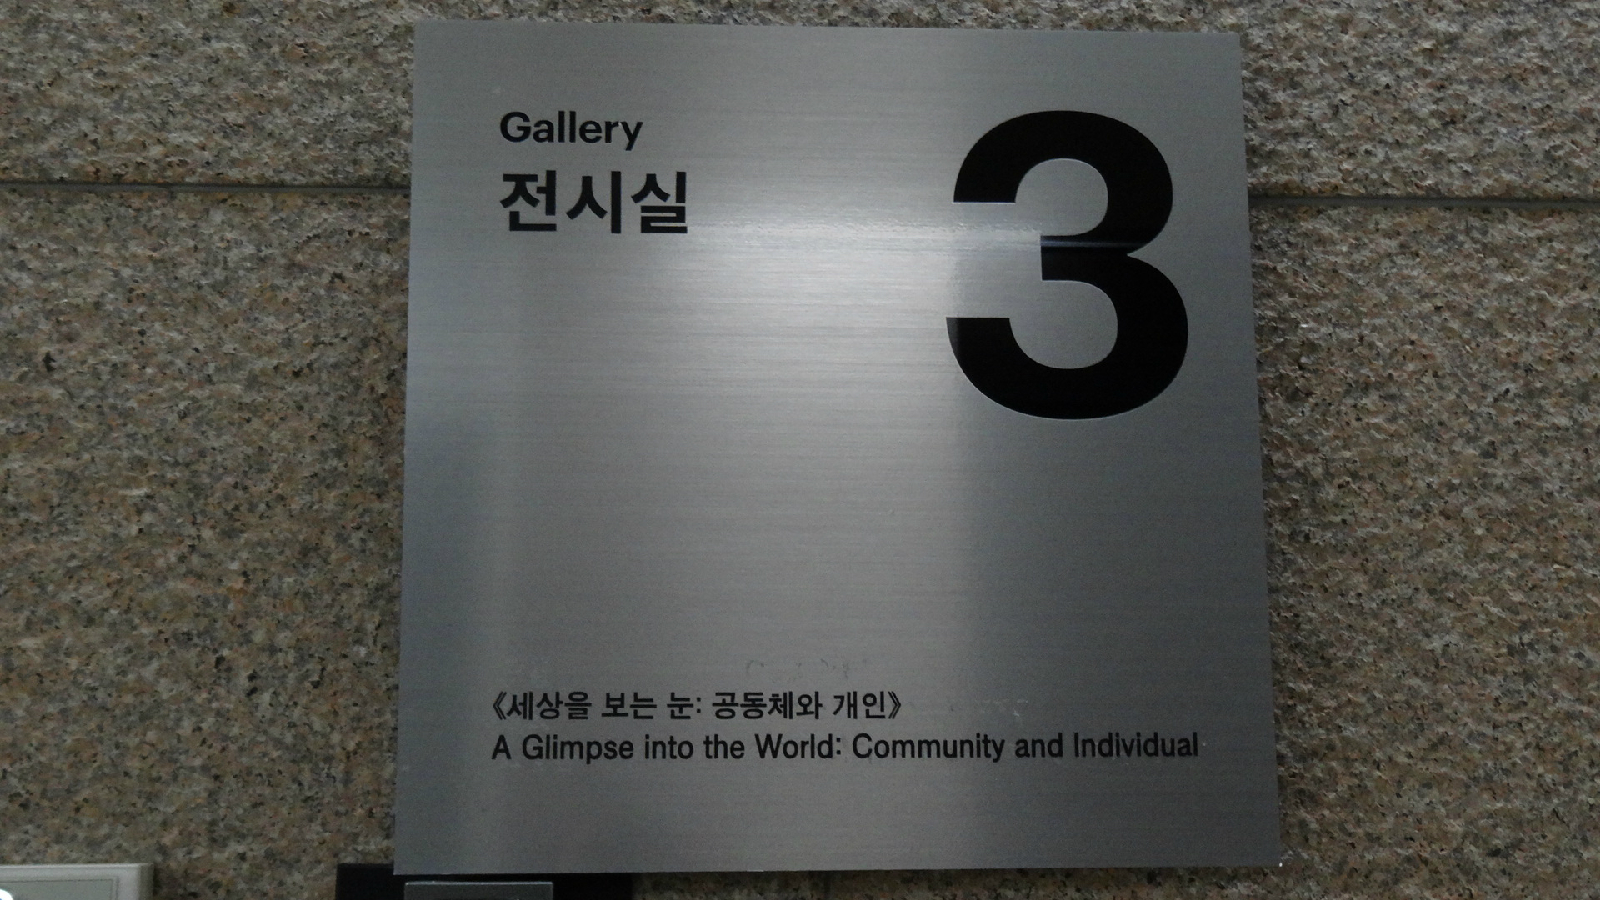 Gallery
전시실
3
《세상을 보는 눈: 공동체와 개인》
A Glimpse into the World: Community and Individual